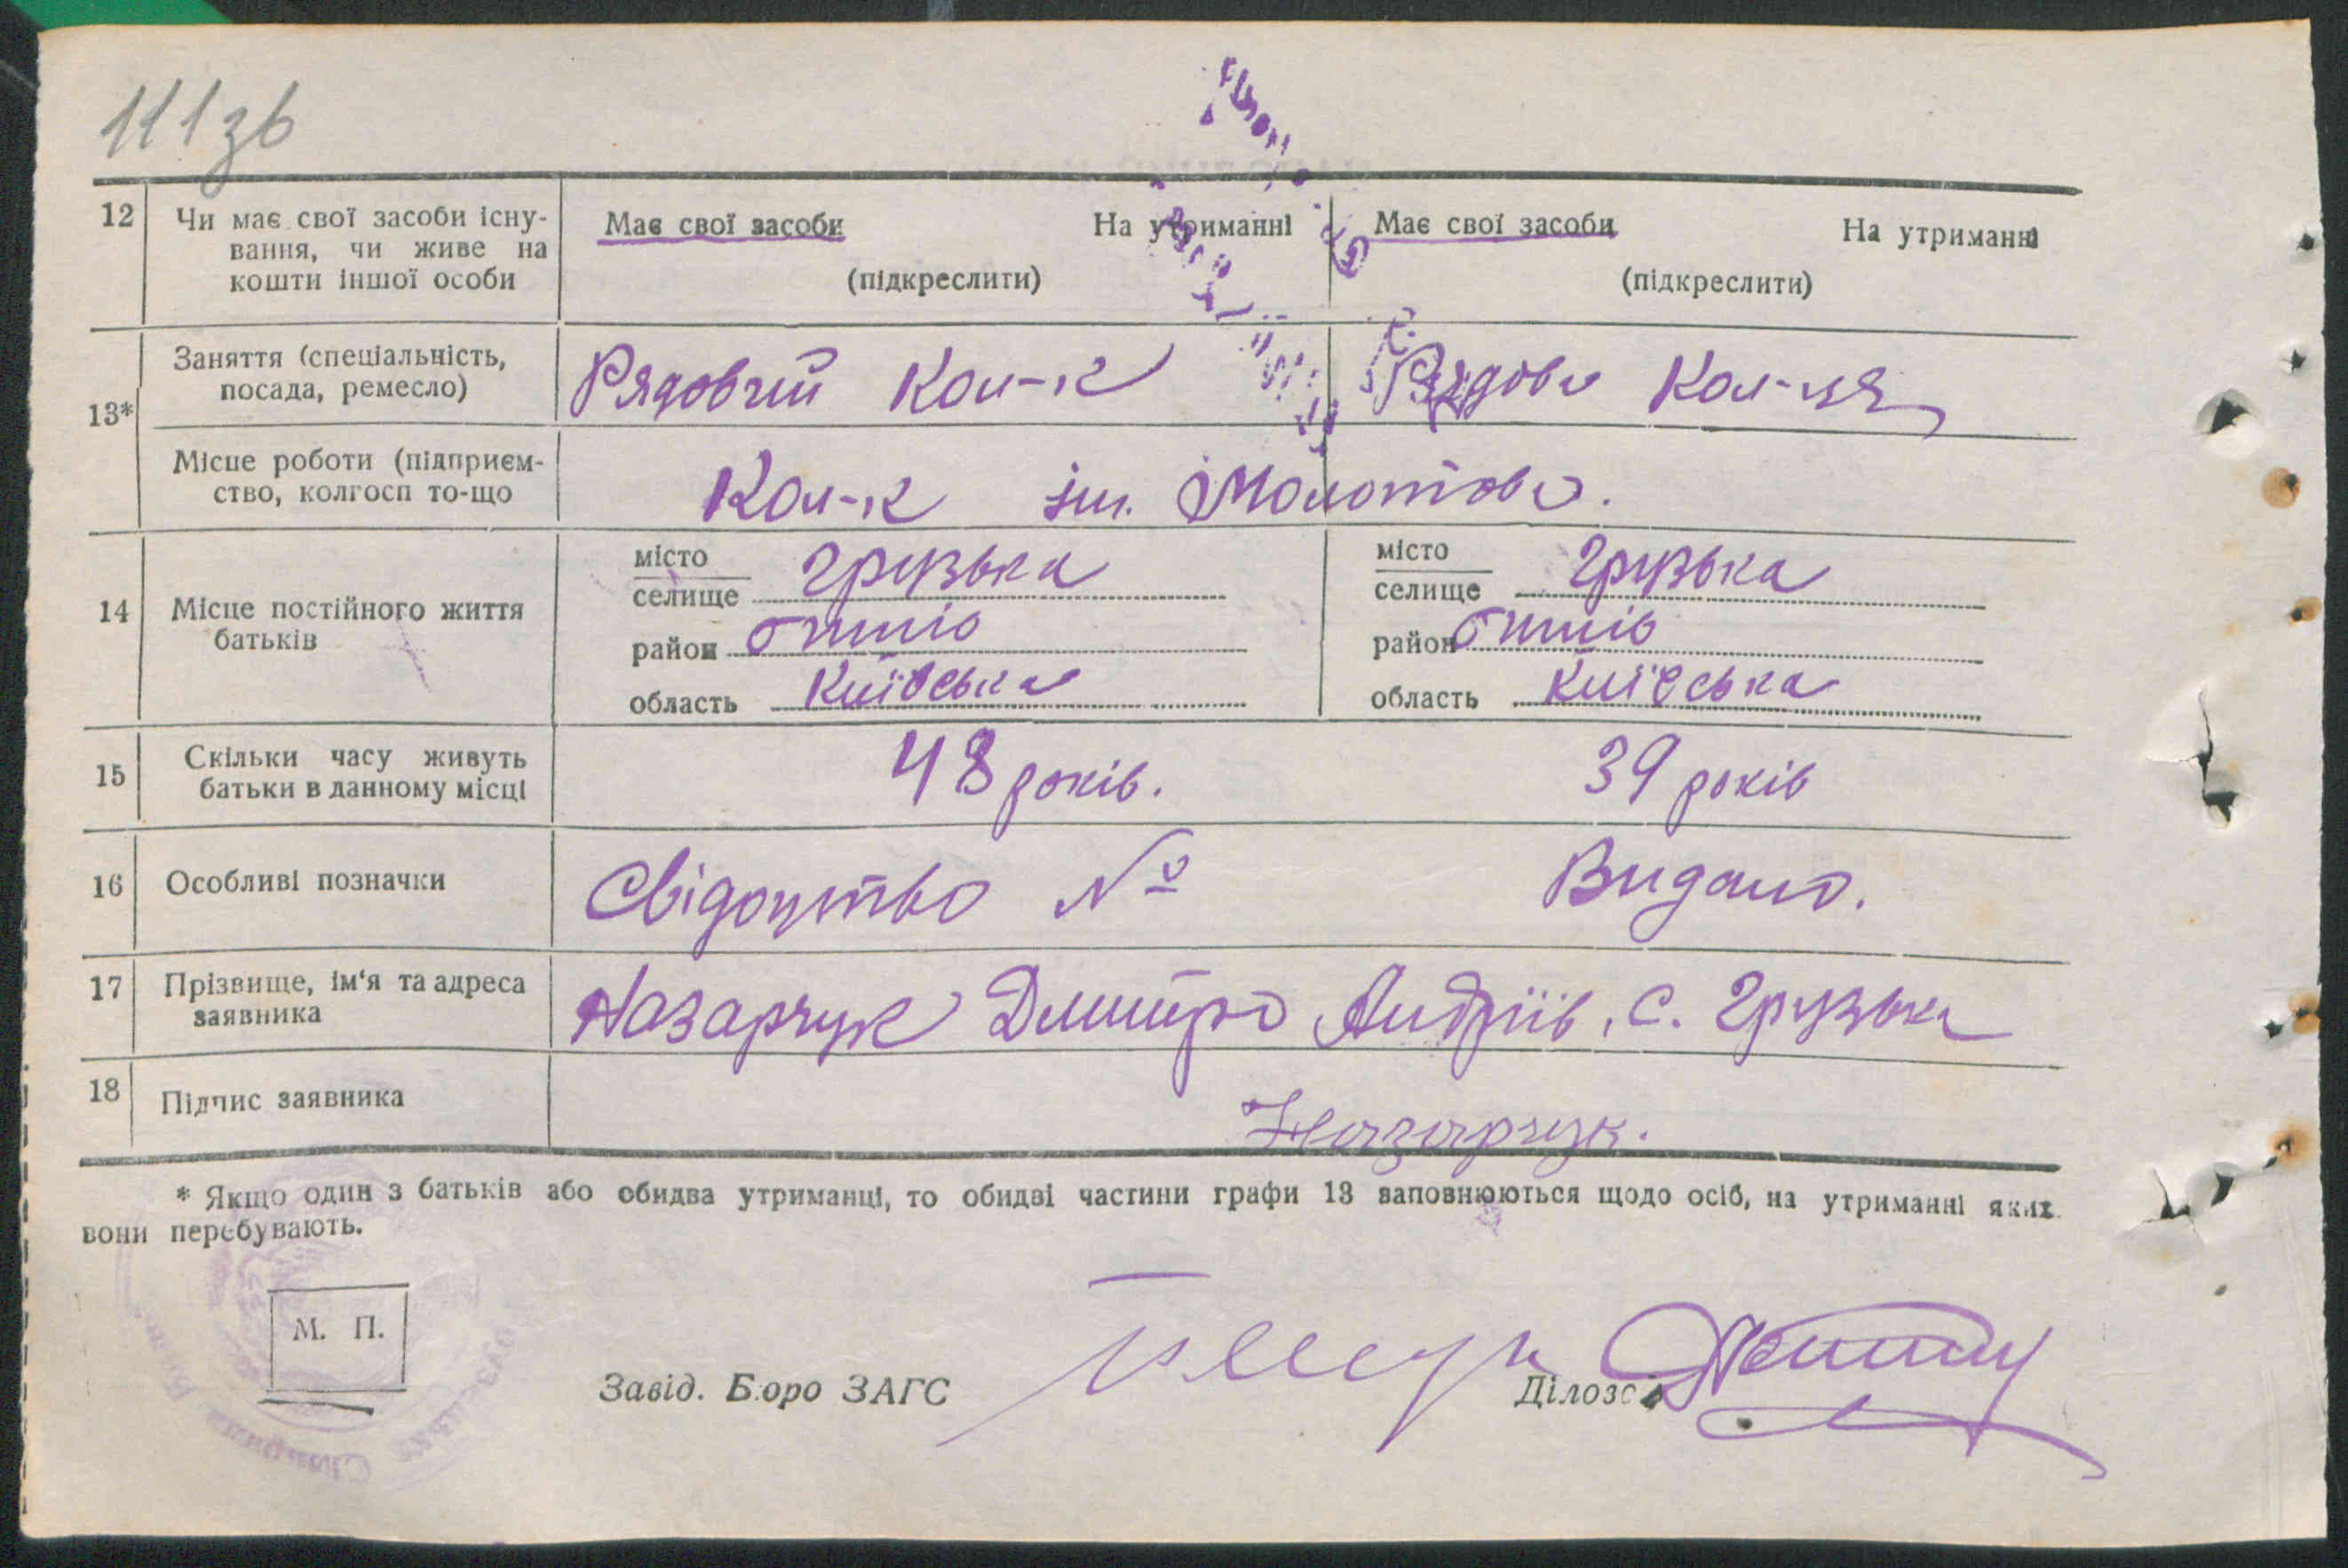 111зв
12 Чи має свої засоби існу- Має свої засоби На утриманні Має свої засоби На утриманні
вання, чи живе на
кошти іншої особи (підкреслити) (підкреслити)
Заняття (спеціальність,
посада, ремесло) Рядовий Кол-к Рядова Кол-ця
13*
Місце роботи (підприєм-
ство, колгосп то-що Кол-к ім. Молотова.
місто місто
селище Грузька селище Грузька
14 Місце постійного життя
батьків район район
область Київська область Київська
15 Скільки часу живуть
батьки в данному місці 48 років. 39 років
16 Особливі позначки Свідоцтво № Видано.
17 Прізвище, ім'я та адреса
заявника Назарчук Дмитро Андріїв, с. Грузька
18 Підпис заявника Назарчук.
* Якщо один з батьків або обидва утриманці, то обидві частини графи 13 заповнюються щодо осіб, на утриманні яких
вони перебувають.
М. П.
Завід. Бюро ЗАГС